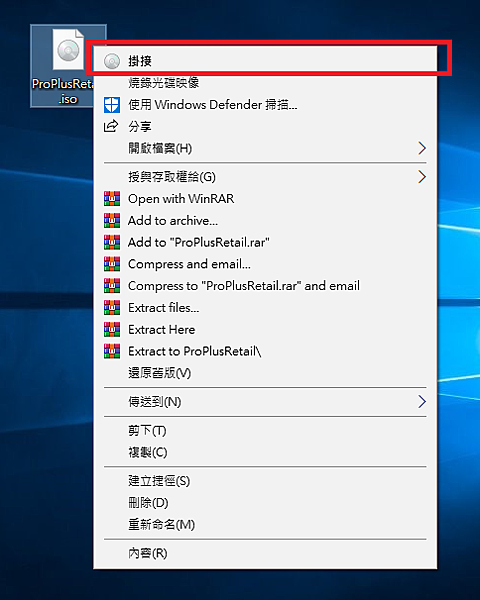 ProPlusReta
.iso
掛接
燒錄光碟映像
使用 Windows Defender 掃描...
分享
開啟檔案(H)
授與存取權給(G)
Open with WinRAR
Add to archive...
Add to "ProPlusRetail.rar"
Compress and email...
Compress to "ProPlusRetail.rar" and email
Extract files...
Extract Here
Extract to ProPlusRetail\
還原舊版(V)
傳送到(N)
剪下(T)
複製(C)
建立捷徑(S)
刪除(D)
重新命名(M)
內容(R)